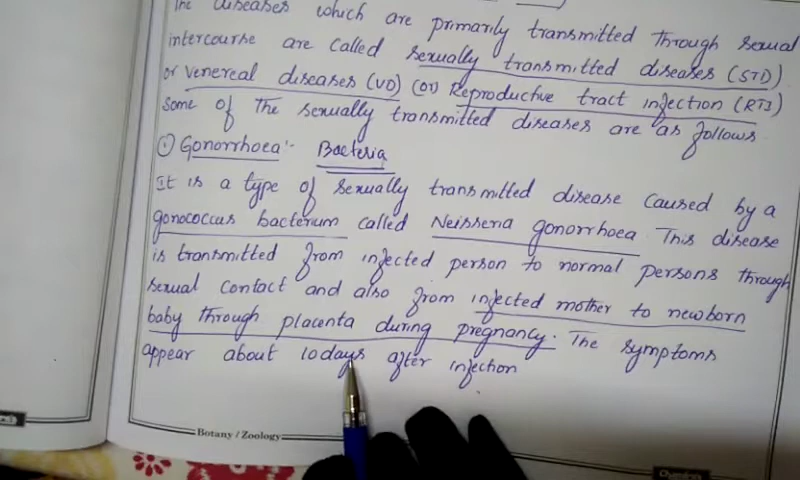 The diseases which are primarily transmitted through sexual
intercourse are called sexually transmitted diseases (STD)
or venereal diseases (VD) (or) Reproductive tract infection (RTI)
Some of the sexually transmitted diseases are as follows
① Gonorrhoea:- Bacteria
It is a type of sexually transmitted disease caused by a
gonococcus bacterium called Neisseria gonorrhoea This disease
is transmitted from infected person to normal persons through
sexual contact and also from infected mother to newborn
baby through placenta during pregnancy. The symptoms
appear about 10days after infection
Botany / Zoology